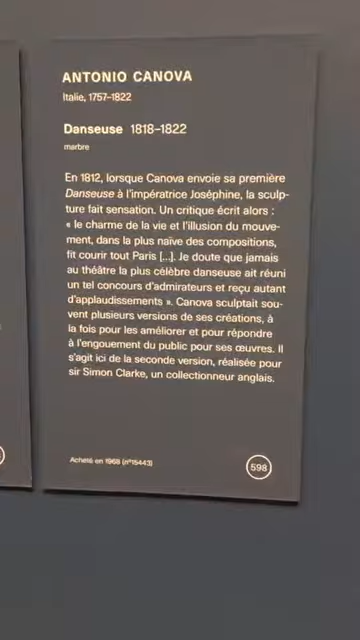 ANTONIO CANOVA
Italie, 1757–1822
Danseuse 1818–1822
marbre
En 1812, lorsque Canova envoie sa première
Danseuse à l'impératrice Joséphine, la sculp-
ture fait sensation. Un critique écrit alors :
« le charme de la vie et l'illusion du mouve-
ment, dans la plus naïve des compositions,
fit courir tout Paris [...]. Je doute que jamais
au théâtre la plus célèbre danseuse ait réuni
un tel concours d'admirateurs et reçu autant
d'applaudissements ». Canova sculptait sou-
vent plusieurs versions de ses créations, à
la fois pour les améliorer et pour répondre
à l'engouement du public pour ses œuvres. Il
s'agit ici de la seconde version, réalisée pour
sir Simon Clarke, un collectionneur anglais.
Acheté en 1968 (nº15443)
598